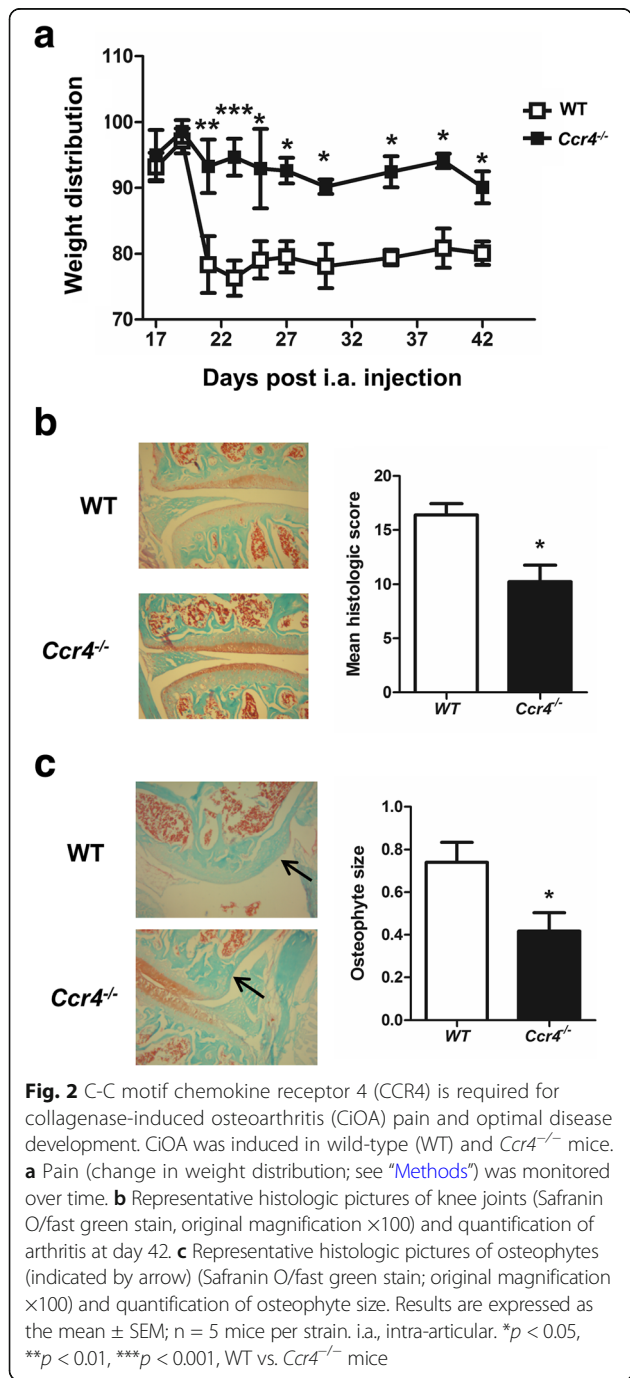 a
Weight distribution
110
100
90
80
70
** *** * * * * * *
WT
Ccr4-/-
17 22 27 32 37 42
Days post i.a. injection
b
WT
Ccr4-/-
Mean histologic score
20
15
10
5
0
*
WT Ccr4-/-
c
WT
Ccr4-/-
Osteophyte size
1.0
0.8
0.6
0.4
0.2
0.0
*
WT Ccr4-/-
Fig. 2 C-C motif chemokine receptor 4 (CCR4) is required for
collagenase-induced osteoarthritis (CiOA) pain and optimal disease
development. CiOA was induced in wild-type (WT) and Ccr4−/− mice.
a Pain (change in weight distribution; see “Methods”) was monitored
over time. b Representative histologic pictures of knee joints (Safranin
O/fast green stain, original magnification ×100) and quantification of
arthritis at day 42. c Representative histologic pictures of osteophytes
(indicated by arrow) (Safranin O/fast green stain; original magnification
×100) and quantification of osteophyte size. Results are expressed as
the mean ± SEM; n = 5 mice per strain. i.a., intra-articular. *p < 0.05,
**p < 0.01, ***p < 0.001, WT vs. Ccr4−/− mice